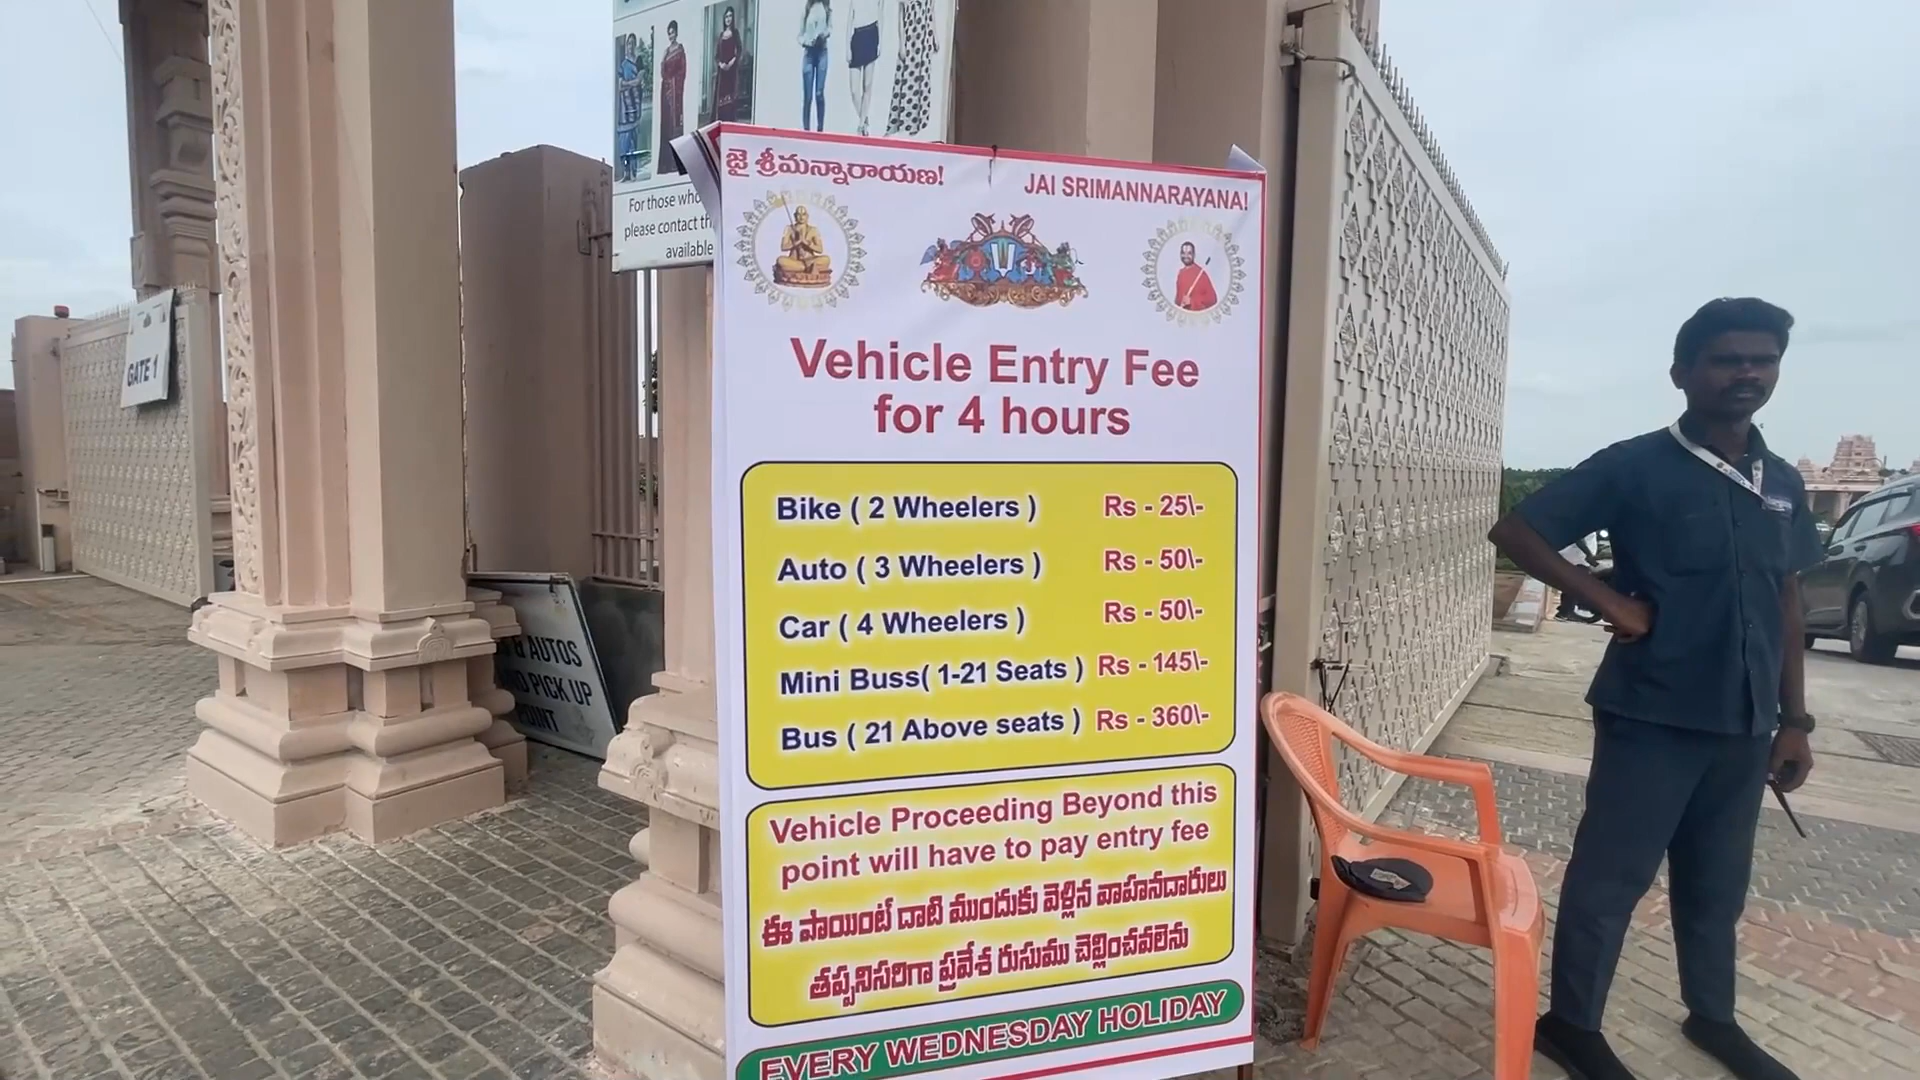 For those who
please contact th
available
జై శ్రీమన్నారాయణ!
JAI SRIMANNARAYANA!
Vehicle Entry Fee
for 4 hours
Bike ( 2 Wheelers ) Rs - 25\-
Auto ( 3 Wheelers ) Rs - 50\-
Car ( 4 Wheelers ) Rs - 50\-
Mini Buss( 1-21 Seats ) Rs - 145\-
Bus ( 21 Above seats ) Rs - 360\-
Vehicle Proceeding Beyond this
point will have to pay entry fee
ఈ పాయింట్ దాటి ముందుకు వెళ్లిన వాహనదారులు
తప్పనిసరిగా ప్రవేశ రుసుము చెల్లించవలెను
EVERY WEDNESDAY HOLIDAY
GATE 1
& AUTOS
PICK UP
POINT